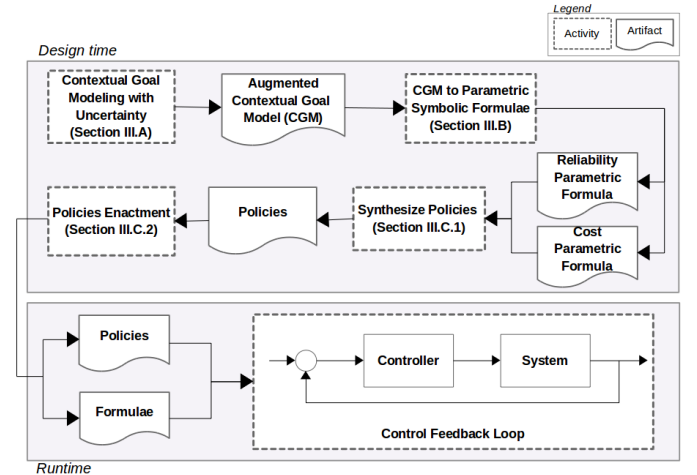 Legend
Activity
Artifact
Design time
Contextual Goal
Modeling with
Uncertainty
(Section III.A)
Augmented
Contextual Goal
Model (CGM)
CGM to Parametric
Symbolic Formulae
(Section III.B)
Reliability
Parametric
Formula
Cost
Parametric
Formula
Synthesize Policies
(Section III.C.1)
Policies
Policies Enactment
(Section III.C.2)
Policies
Formulae
Controller
System
Control Feedback Loop
Runtime